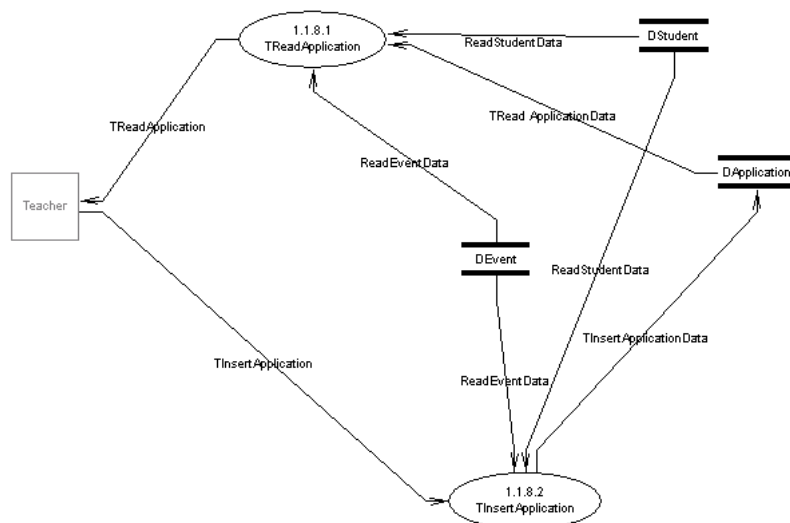 1.1.8.1
TReadApplication
ReadStudentData
DStudent
TRead ApplicationData
TReadApplication
ReadEventData
DApplication
Teacher
DEvent
ReadStudentData
TInsertApplicationData
TInsertApplication
ReadEventData
1.1.8.2
TInsertApplication